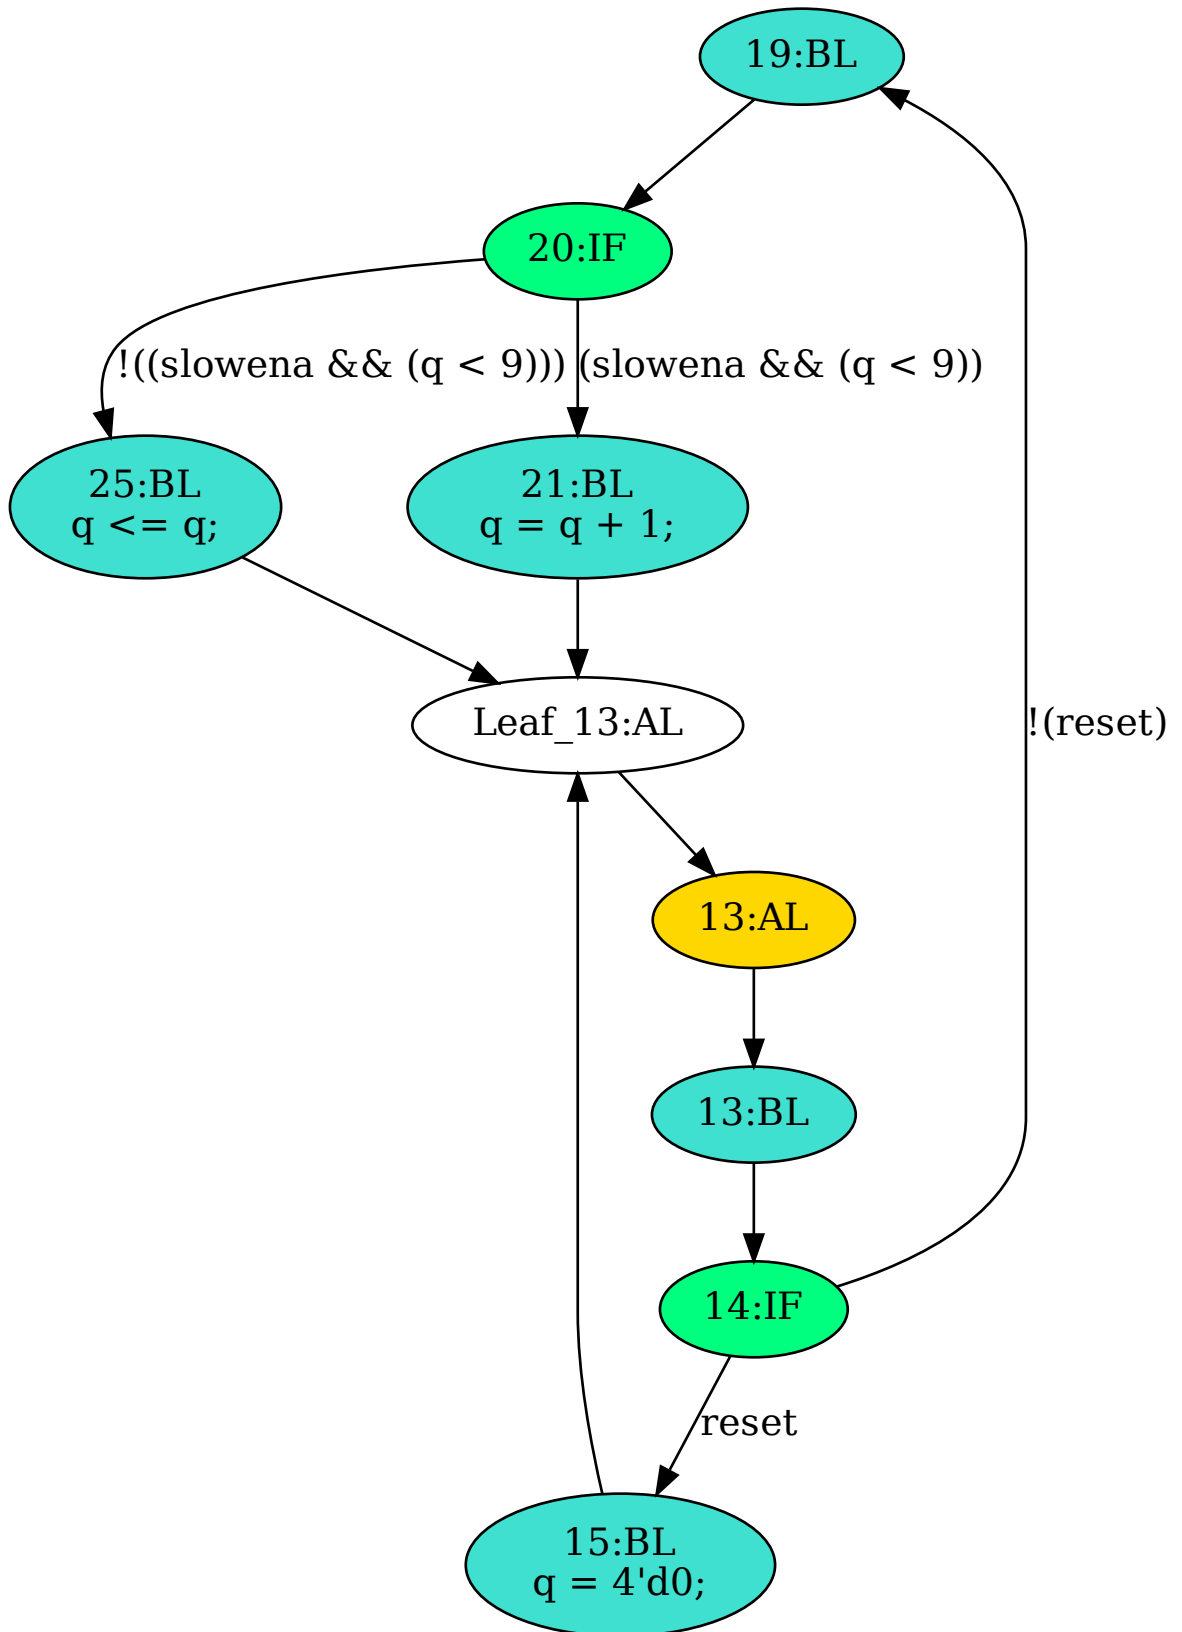 19:BL
20:IF
!((slowena && (q < 9)))
(slowena && (q < 9))
25:BL
q <= q;
21:BL
q = q + 1;
Leaf_13:AL
!(reset)
13:AL
13:BL
14:IF
reset
15:BL
q = 4'd0;